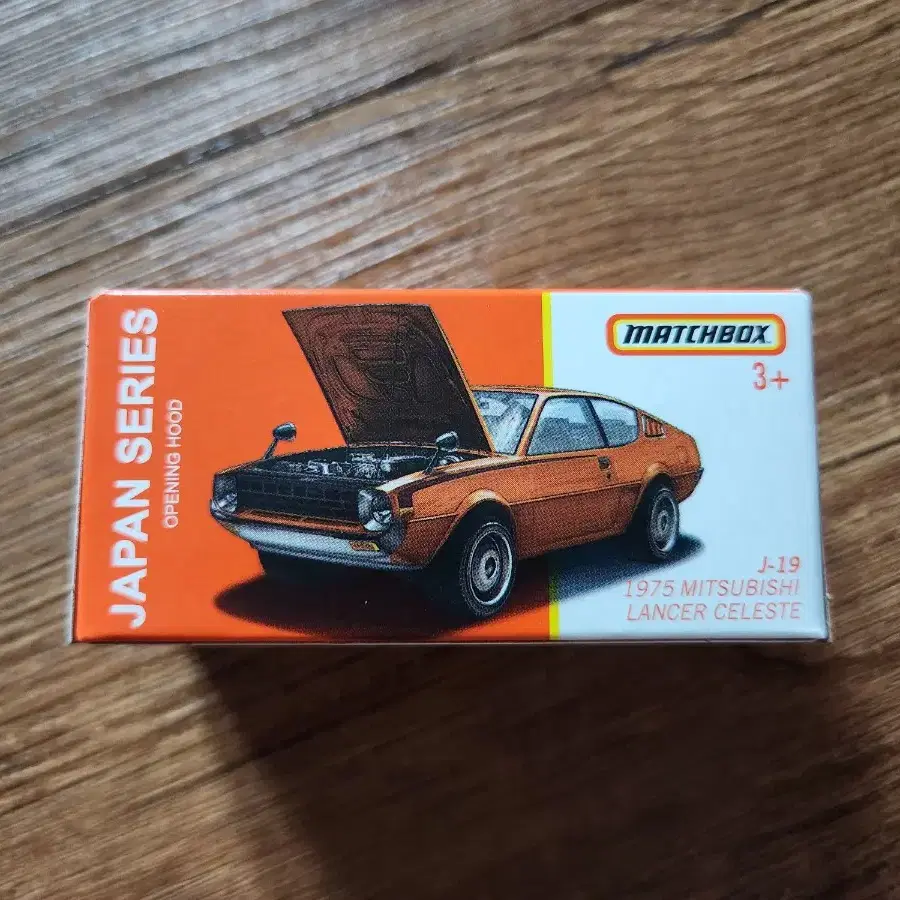 JAPAN SERIES
OPENING HOOD
MATCHBOX
3+
J-19
1975 MITSUBISHI
LANCER CELESTE